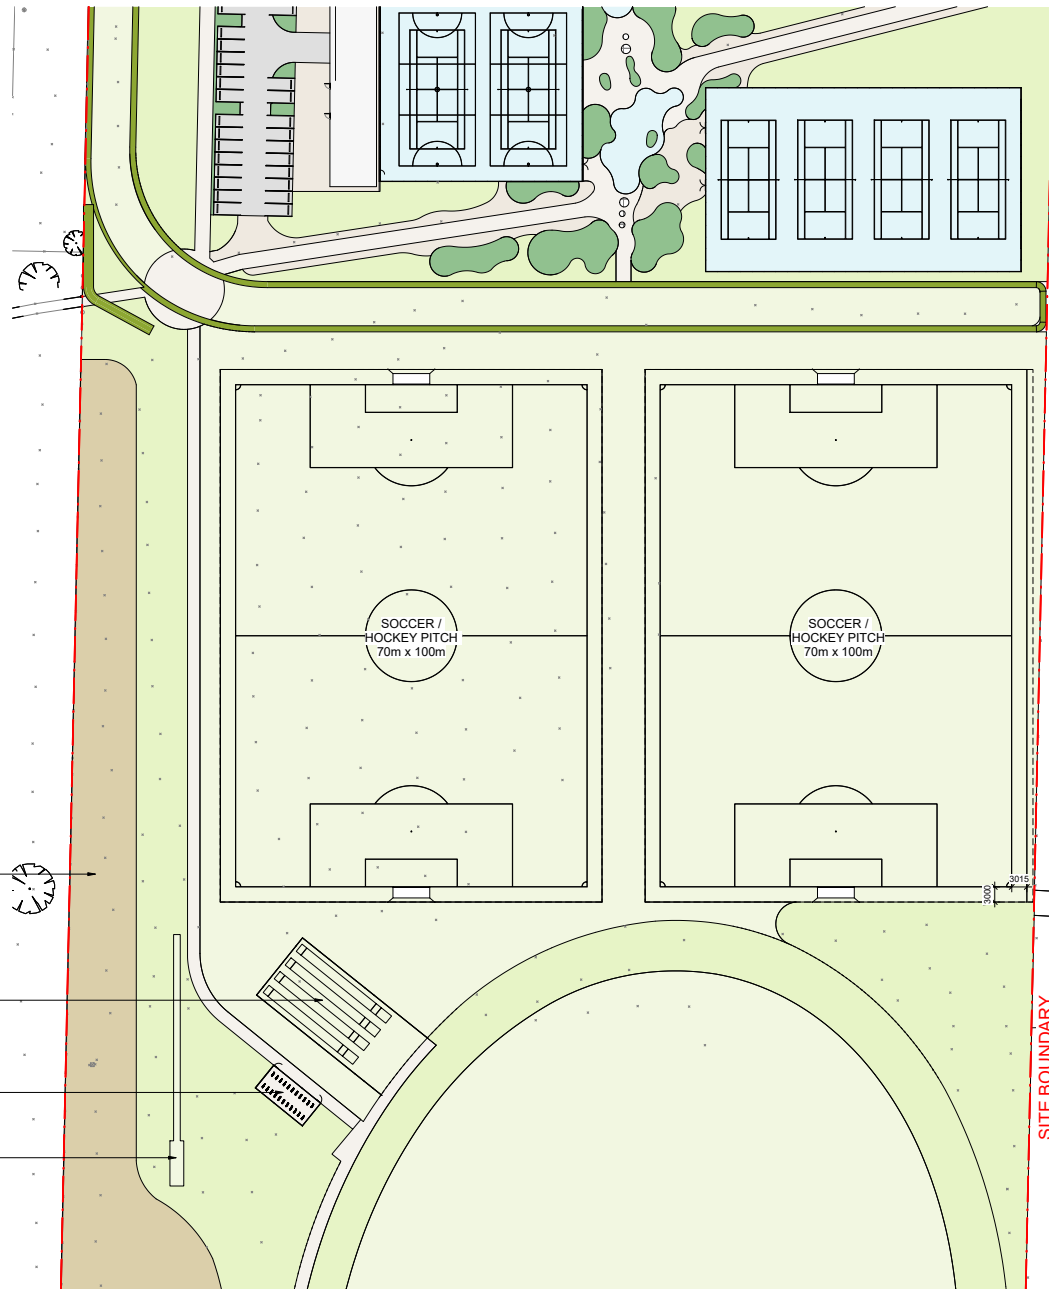 SOCCER /
HOCKEY PITCH
70m x 100m
SOCCER /
HOCKEY PITCH
70m x 100m
3015
3000
SITE BOUNDARY